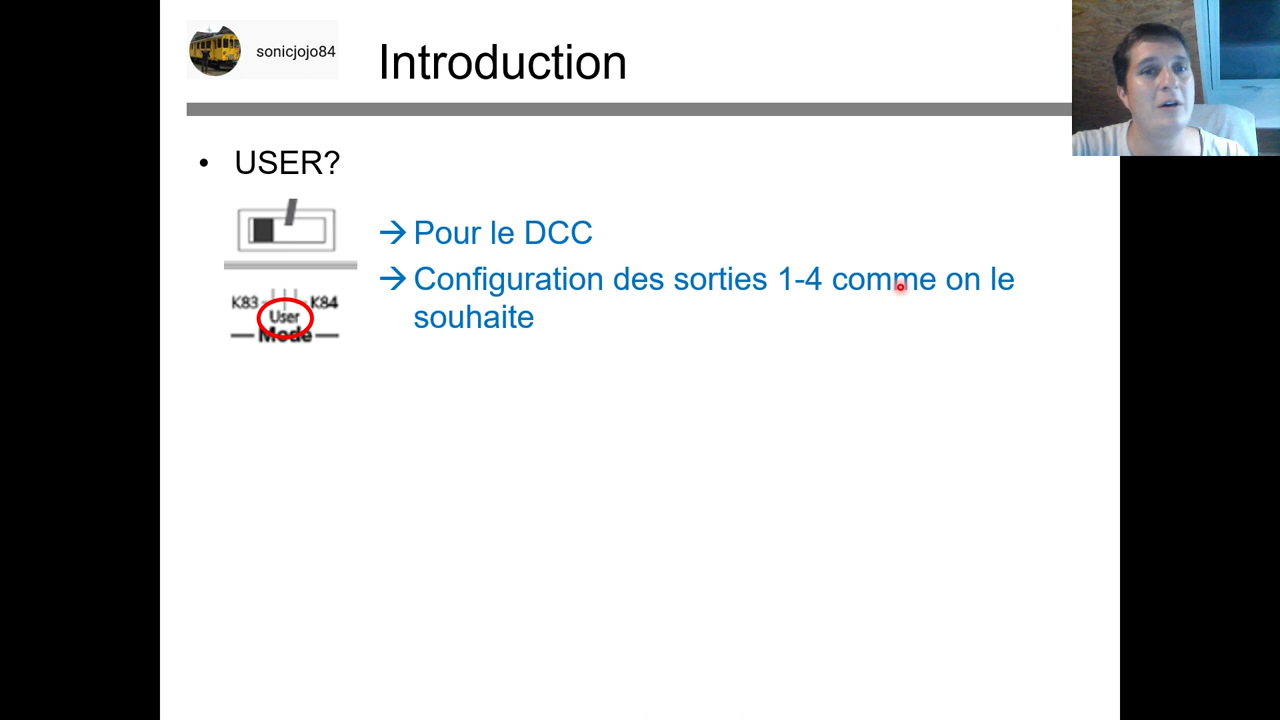 sonicjojo84
Introduction
• USER?
→ Pour le DCC
→ Configuration des sorties 1-4 comme on le
souhaite
K83 K84
User
Mode